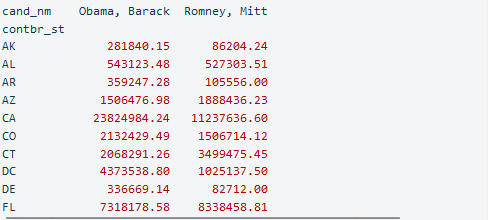 cand_nm Obama, Barack Romney, Mitt
contbr_st
AK 281840.15 86204.24
AL 543123.48 527303.51
AR 359247.28 105556.00
AZ 1506476.98 1888436.23
CA 23824984.24 11237636.60
CO 2132429.49 1506714.12
CT 2068291.26 3499475.45
DC 4373538.80 1025137.50
DE 336669.14 82712.00
FL 7318178.58 8338458.81